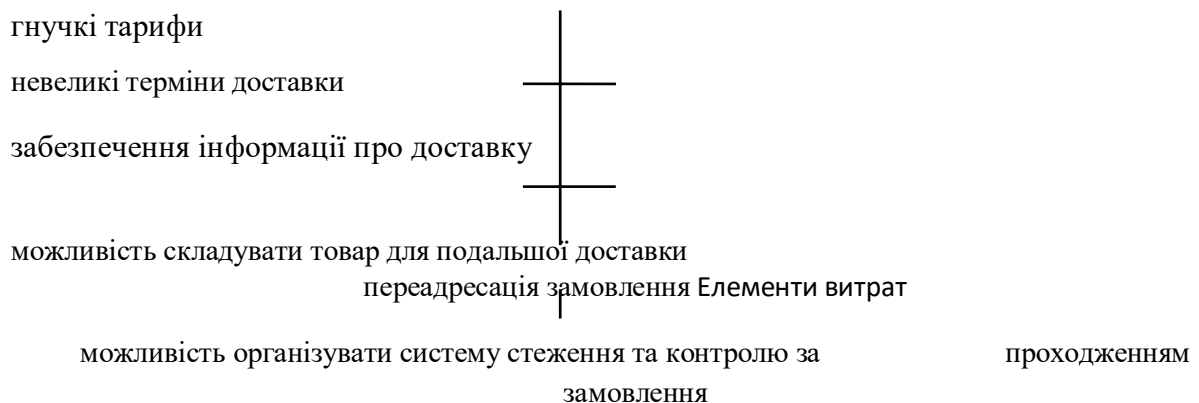 гнучкі тарифи
невеликі терміни доставки
забезпечення інформації про доставку
можливість складувати товар для подальшої доставки
переадресація замовлення Елементи витрат
можливість організувати систему стеження та контролю за проходженням
замовлення